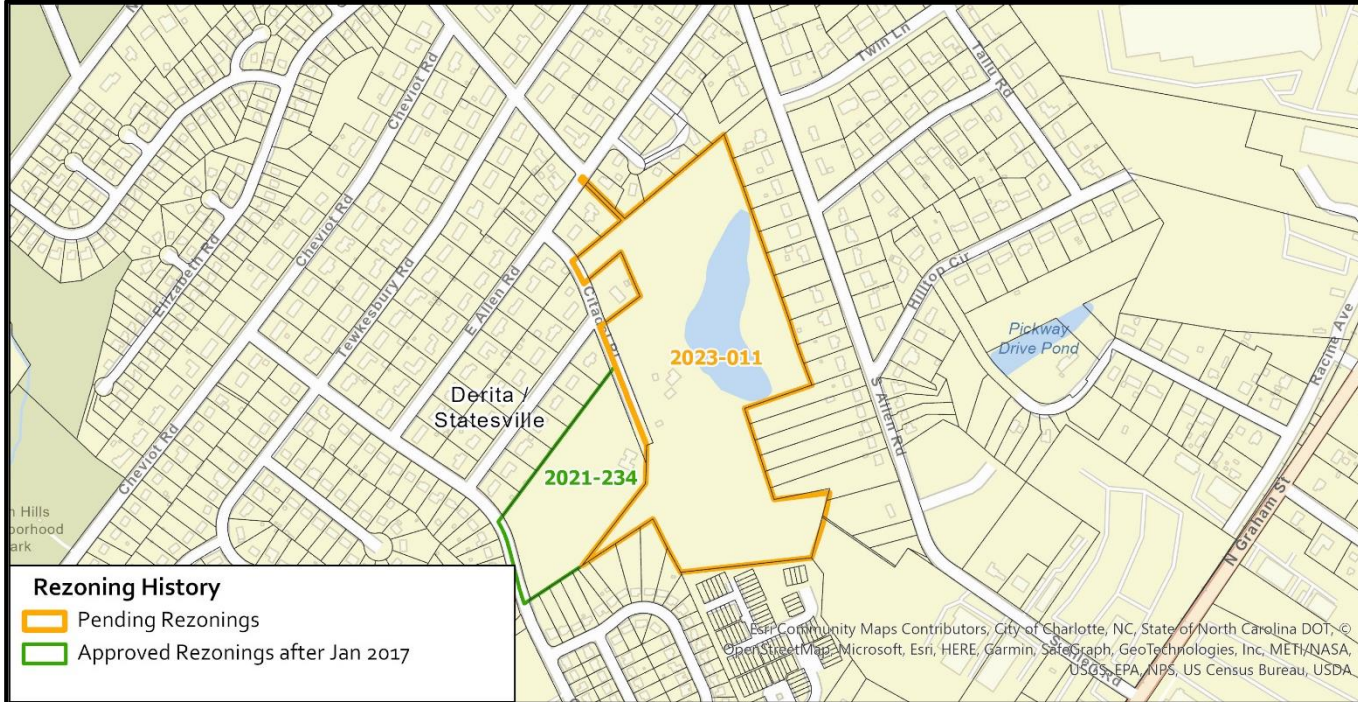 Twin Ln
Tallu Rd
Cheviot Rd
Cheviot Rd
Elizabeth Rd
Tewkesbury Rd
E Allen Rd
Citadel Pl
Hilltop Cir
Pickway
Drive Pond
Racine Ave
2023-011
Derita /
Statesville
S Allen Rd
2021-234
Cheviot Rd
N Graham St
Rezoning History
Pending Rezonings
Approved Rezonings after Jan 2017
Esri Community Maps Contributors, City of Charlotte, NC, State of North Carolina DOT, ©
OpenStreetMap, Microsoft, Esri, HERE, Garmin, SafeGraph, GeoTechnologies, Inc, METI/NASA,
USGS, EPA, NPS, US Census Bureau, USDA